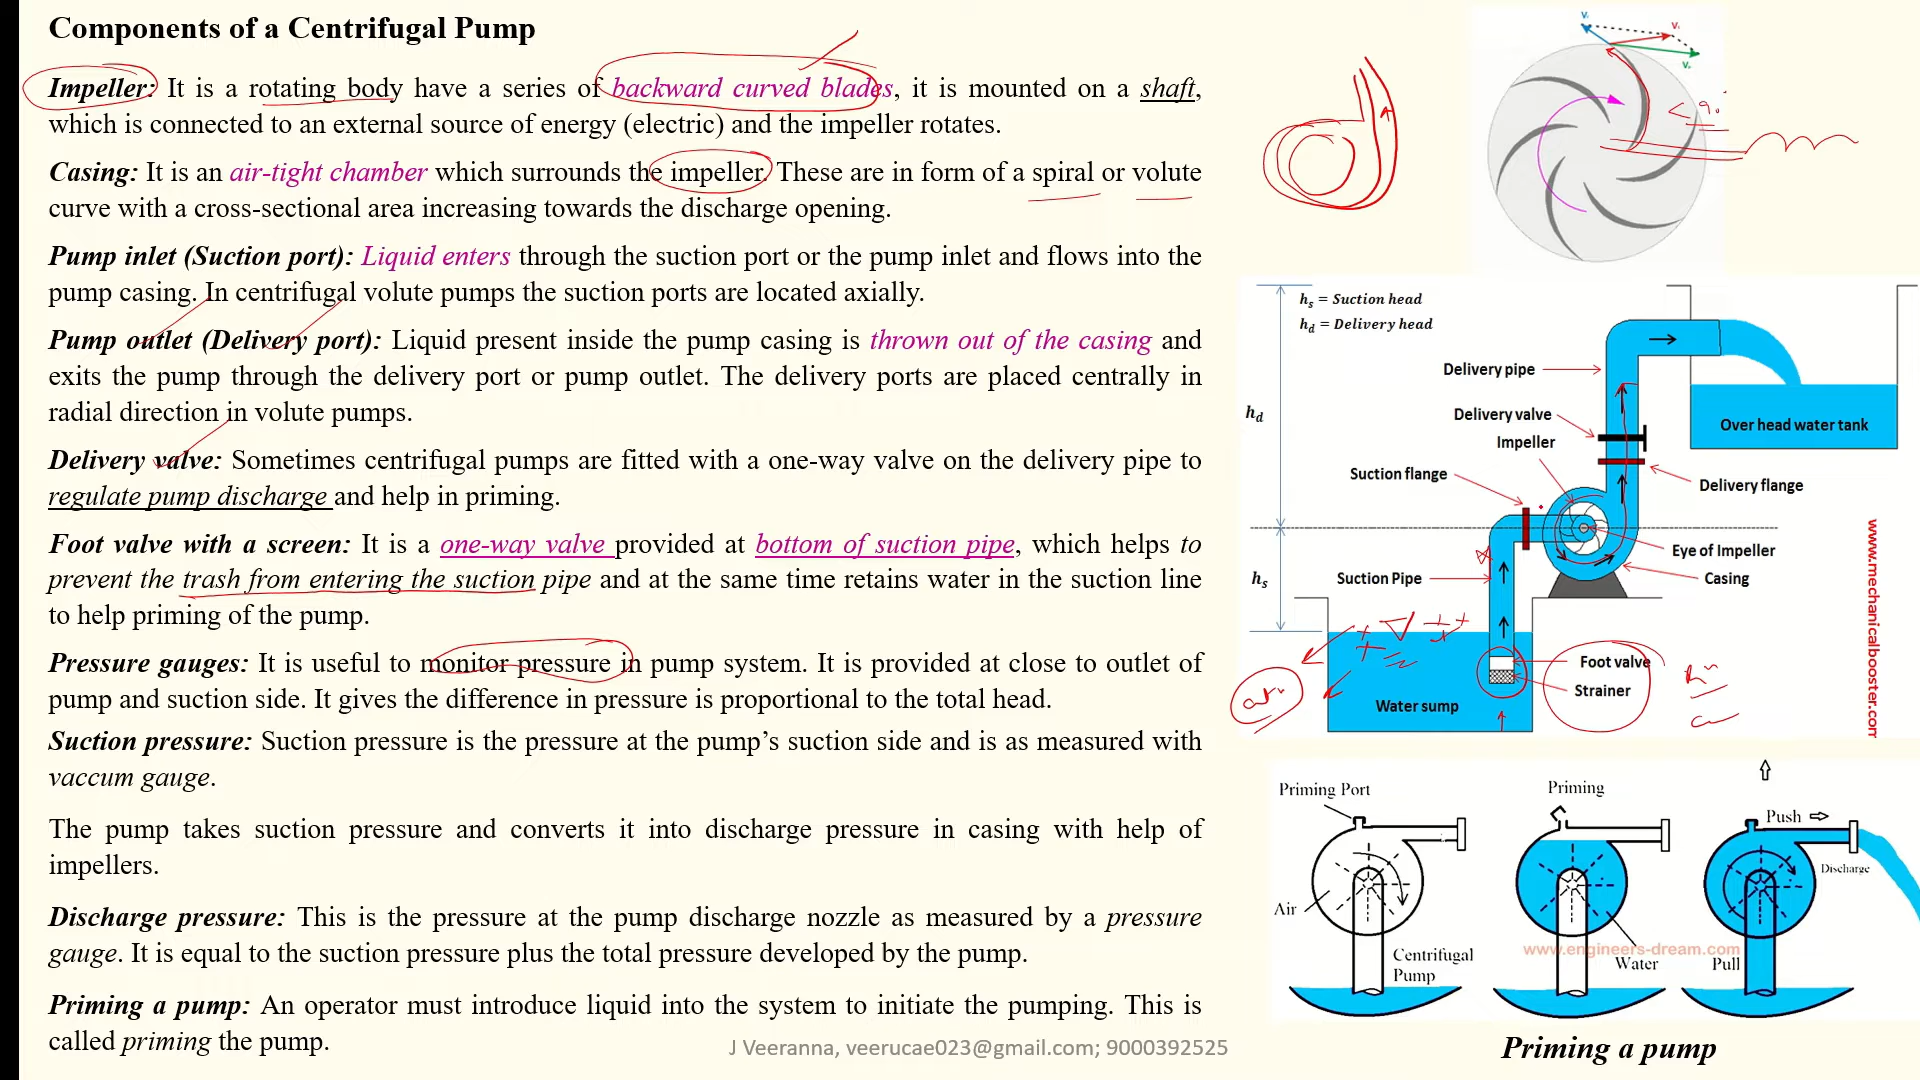 Components of a Centrifugal Pump
Impeller: It is a rotating body have a series of backward curved blades, it is mounted on a shaft,
which is connected to an external source of energy (electric) and the impeller rotates.
Casing: It is an air-tight chamber which surrounds the impeller. These are in form of a spiral or volute
curve with a cross-sectional area increasing towards the discharge opening.
Pump inlet (Suction port): Liquid enters through the suction port or the pump inlet and flows into the
pump casing. In centrifugal volute pumps the suction ports are located axially.
Pump outlet (Delivery port): Liquid present inside the pump casing is thrown out of the casing and
exits the pump through the delivery port or pump outlet. The delivery ports are placed centrally in
radial direction in volute pumps.
Delivery valve: Sometimes centrifugal pumps are fitted with a one-way valve on the delivery pipe to
regulate pump discharge and help in priming.
Foot valve with a screen: It is a one-way valve provided at bottom of suction pipe, which helps to
prevent the trash from entering the suction pipe and at the same time retains water in the suction line
to help priming of the pump.
Pressure gauges: It is useful to monitor pressure in pump system. It is provided at close to outlet of
pump and suction side. It gives the difference in pressure is proportional to the total head.
Suction pressure: Suction pressure is the pressure at the pump's suction side and is as measured with
vaccum gauge.
The pump takes suction pressure and converts it into discharge pressure in casing with help of
impellers.
Discharge pressure: This is the pressure at the pump discharge nozzle as measured by a pressure
gauge. It is equal to the suction pressure plus the total pressure developed by the pump.
Priming a pump: An operator must introduce liquid into the system to initiate the pumping. This is
called priming the pump.
J Veeranna, veerucae023@gmail.com; 9000392525
< 90°
hs = Suction head
hd = Delivery head
Delivery pipe
hd
Delivery valve
Impeller
Over head water tank
Suction flange
Delivery flange
Eye of Impeller
hs
Suction Pipe
Casing
Foot valve
Strainer
Water sump
www.mechanicalbooster.com
Priming Port
Priming
Push
Discharge
Air
www.engineers-dream.com
Centrifugal
Pump
Water
Pull
Priming a pump